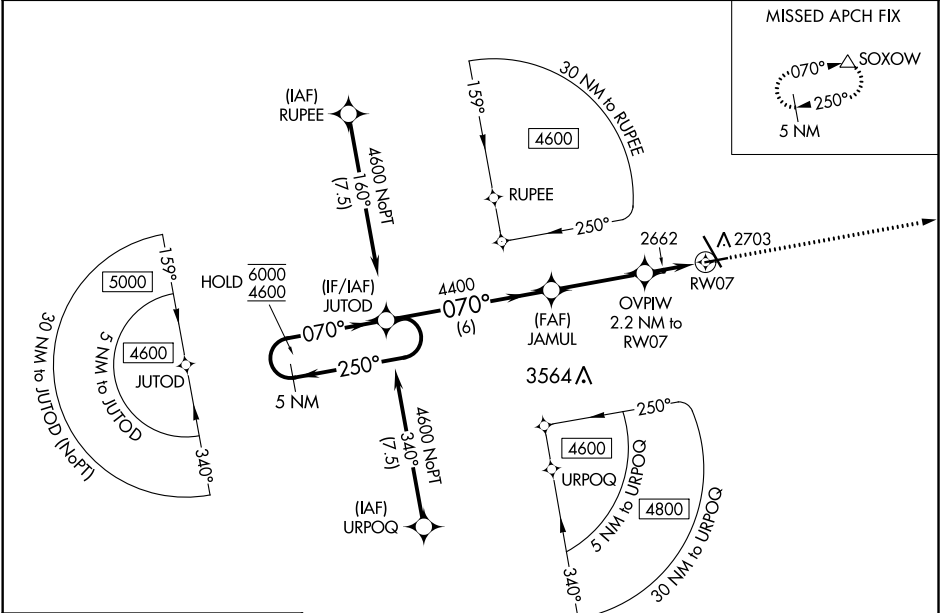 MISSED APCH FIX
070°
SOXOW
250°
5 NM
(IAF)
RUPEE
4600 NoPT
160°
(7.5)
159°
30 NM to RUPEE
4600
RUPEE
250°
2662
2703
RW07
OVPIW
2.2 NM to
RW07
HOLD 6000
4600
(IF/IAF)
JUTOD
4400
070°
(6)
(FAF)
JAMUL
070°
250°
5 NM
159°
5000
4600
JUTOD
5 NM to JUTOD
30 NM to JUTOD (NoPT)
340°
3564
4600 NoPT
340°
(7.5)
(IAF)
URPOQ
250°
4600
URPOQ
5 NM to URPOQ
4800
30 NM to URPOQ
340°